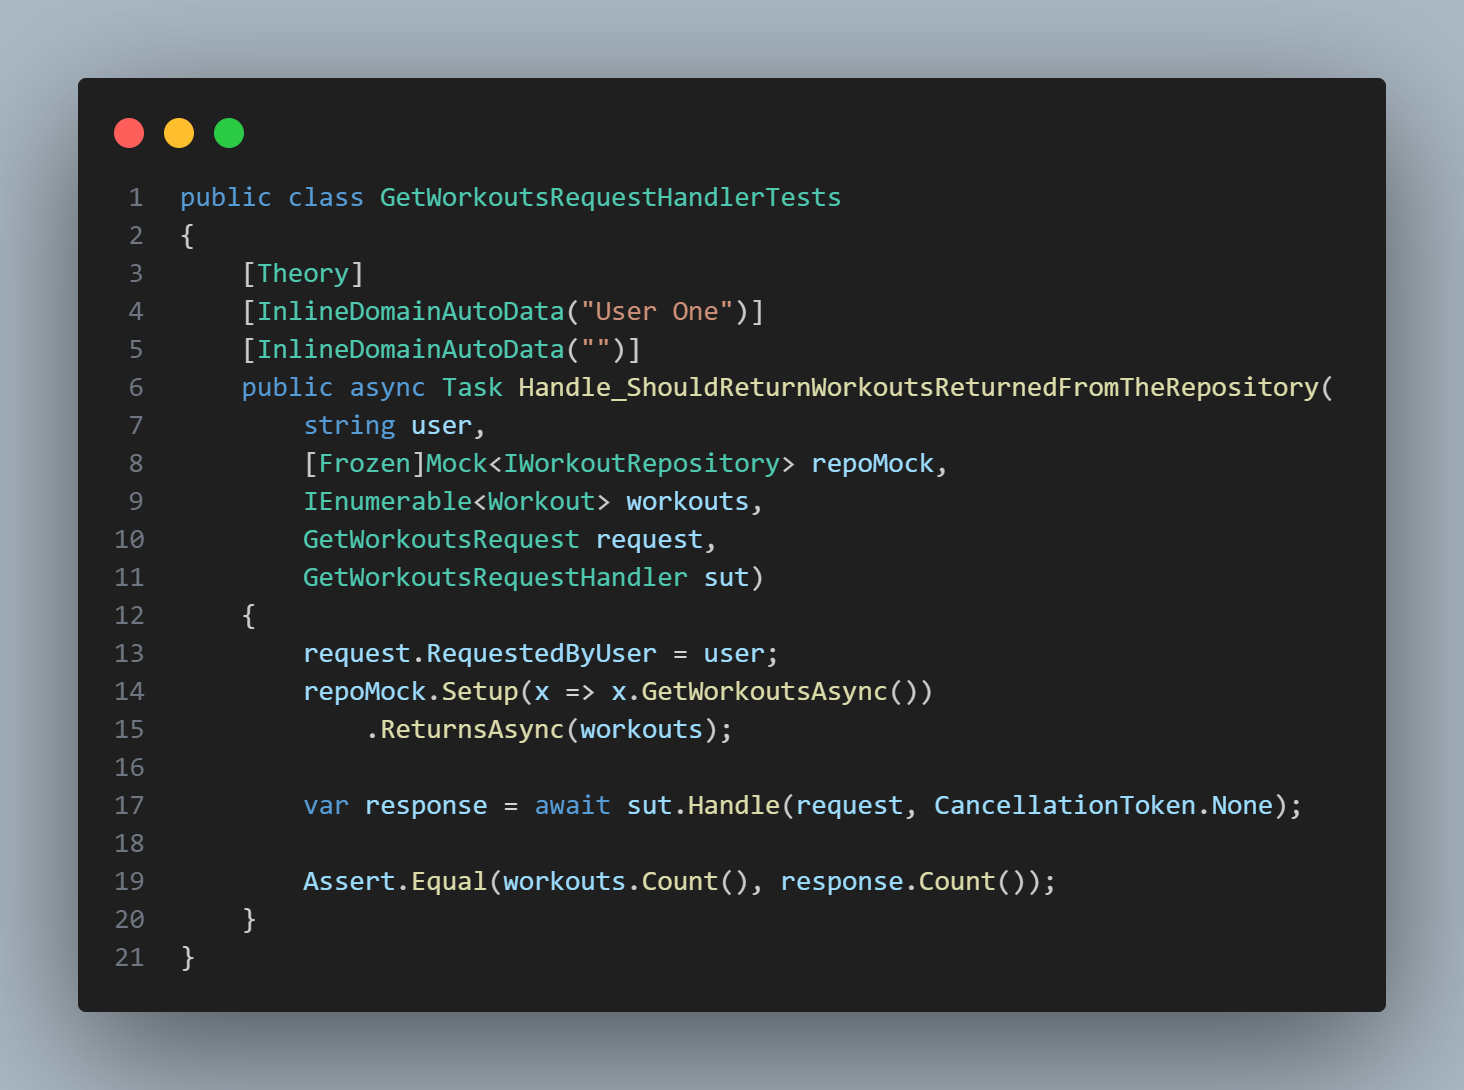 1 public class GetWorkoutsRequestHandlerTests
2 {
3     [Theory]
4     [InlineDomainAutoData("User One")]
5     [InlineDomainAutoData("")]
6     public async Task Handle_ShouldReturnWorkoutsReturnedFromTheRepository(
7         string user,
8         [Frozen]Mock<IWorkoutRepository> repoMock,
9         IEnumerable<Workout> workouts,
10         GetWorkoutsRequest request,
11         GetWorkoutsRequestHandler sut)
12     {
13         request.RequestedByUser = user;
14         repoMock.Setup(x => x.GetWorkoutsAsync())
15             .ReturnsAsync(workouts);
16
17         var response = await sut.Handle(request, CancellationToken.None);
18
19         Assert.Equal(workouts.Count(), response.Count());
20     }
21 }